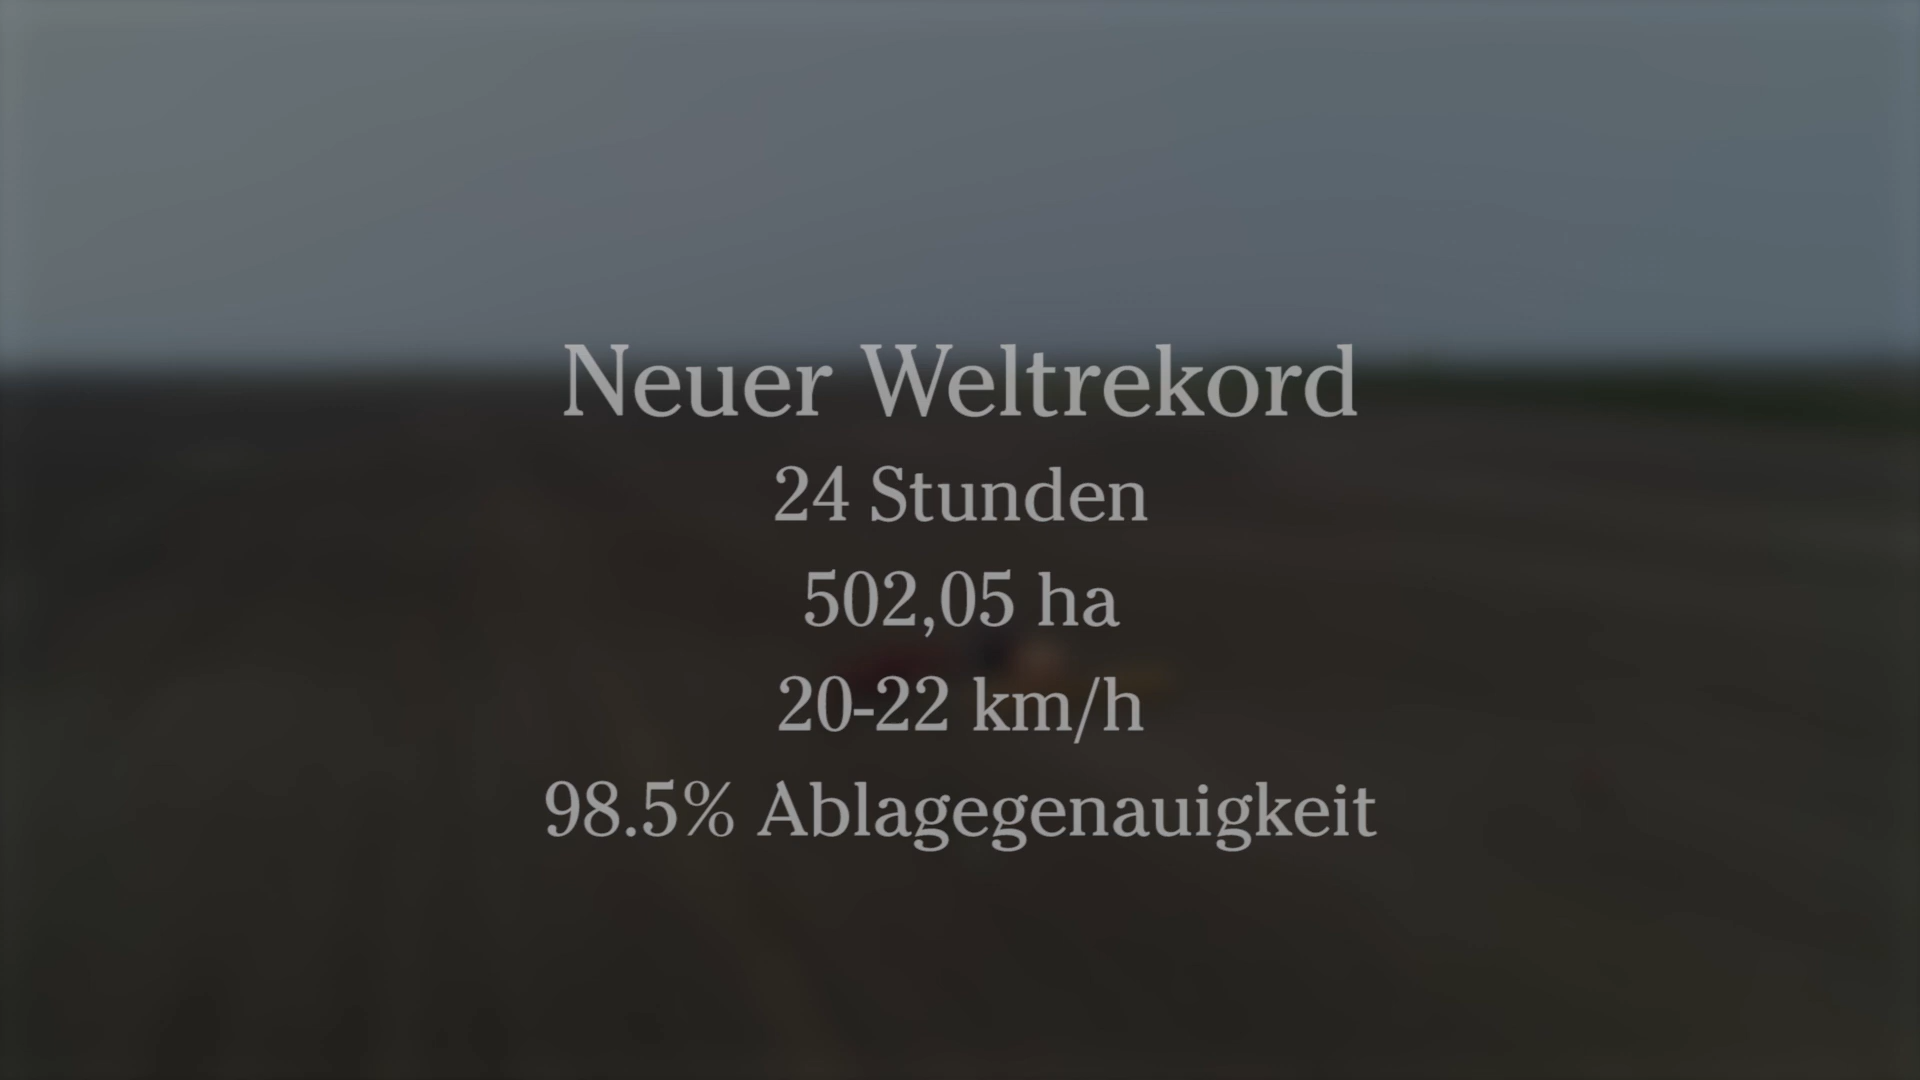 Neuer Weltrekord
24 Stunden
502,05 ha
20-22 km/h
98.5% Ablagegenauigkeit